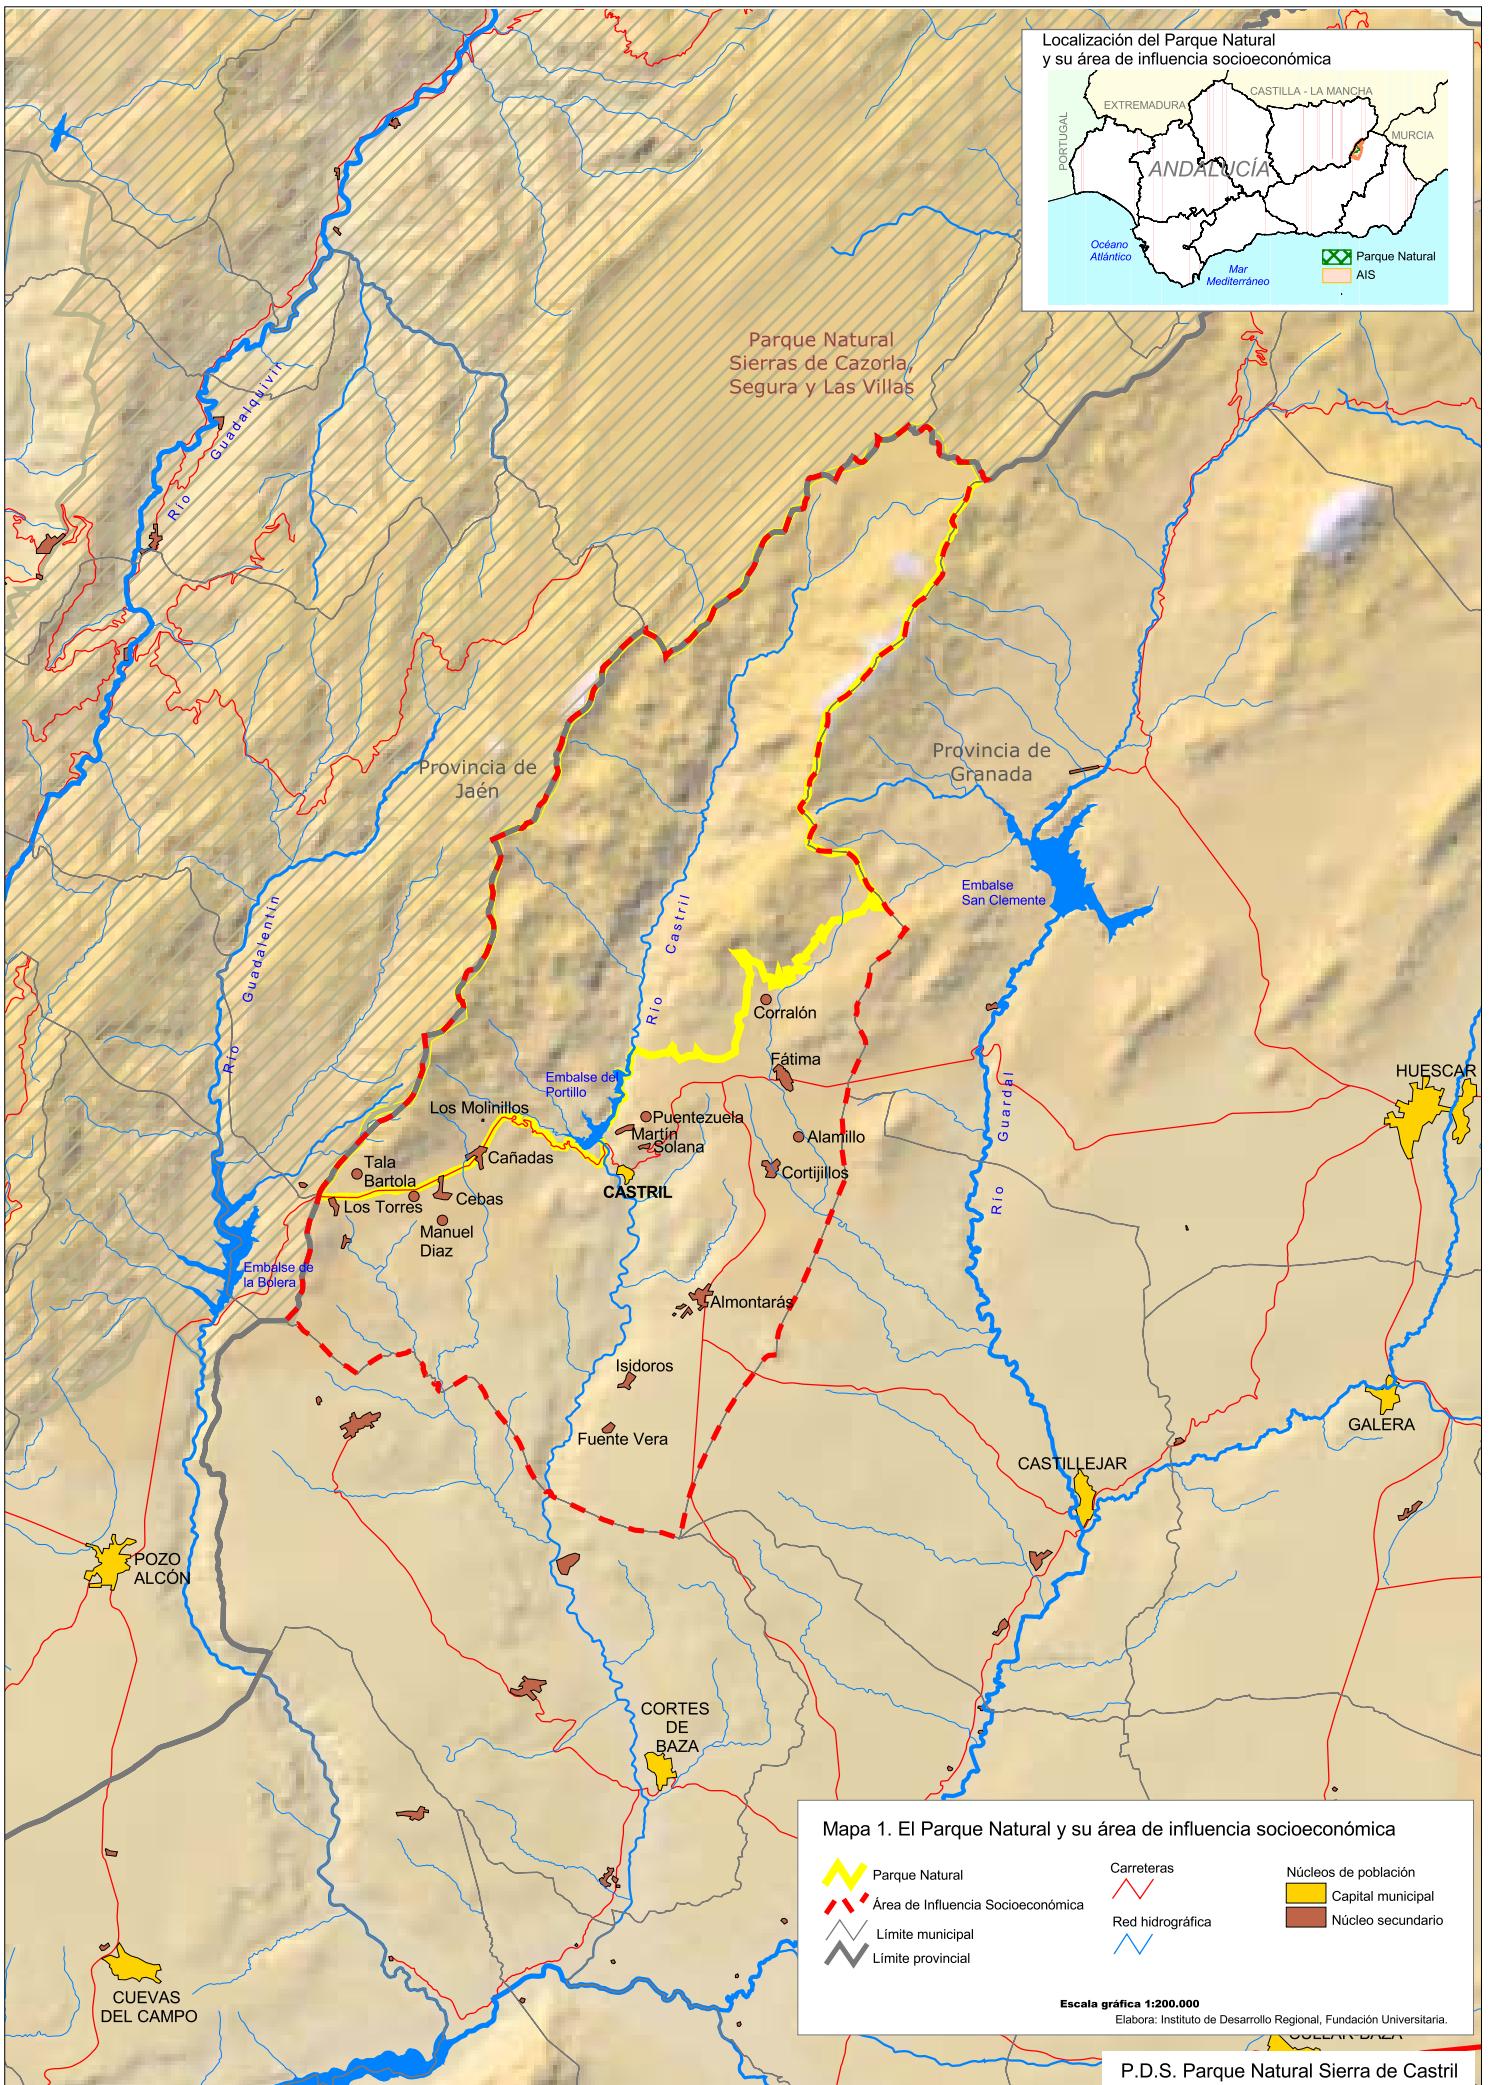 Localización del Parque Natural
y su área de influencia socioeconómica
CASTILLA - LA MANCHA
EXTREMADURA
PORTUGAL
MURCIA
ANDALUCÍA
Océano
Atlántico
Mar
Mediterráneo
Parque Natural
AIS
Parque Natural
Sierras de Cazorla,
Segura y Las Villas
Río Guadalquivir
Provincia de
Jaén
Provincia de
Granada
Embalse
San Clemente
Río Castril
Río Guadalentín
Corralón
Fátima
Embalse del
Portillo
Los Molinillos
Puentezuela
Martín
Solana
Alamillo
Cañadas
Cortijillos
Tala
Bartola
CASTRIL
Los Torres
Cebas
Manuel
Diaz
Río Guardal
HUESCAR
Embalse de
la Bolera
Almontarás
Isidoros
Fuente Vera
GALERA
CASTILLEJAR
POZO
ALCÓN
CORTES
DE
BAZA
CUEVAS
DEL CAMPO
Mapa 1. El Parque Natural y su área de influencia socioeconómica
Parque Natural
Área de Influencia Socioeconómica
Límite municipal
Límite provincial
Carreteras
Red hidrográfica
Núcleos de población
Capital municipal
Núcleo secundario
Escala gráfica 1:200.000
Elabora: Instituto de Desarrollo Regional, Fundación Universitaria.
CULLAR-BAZA
P.D.S. Parque Natural Sierra de Castril